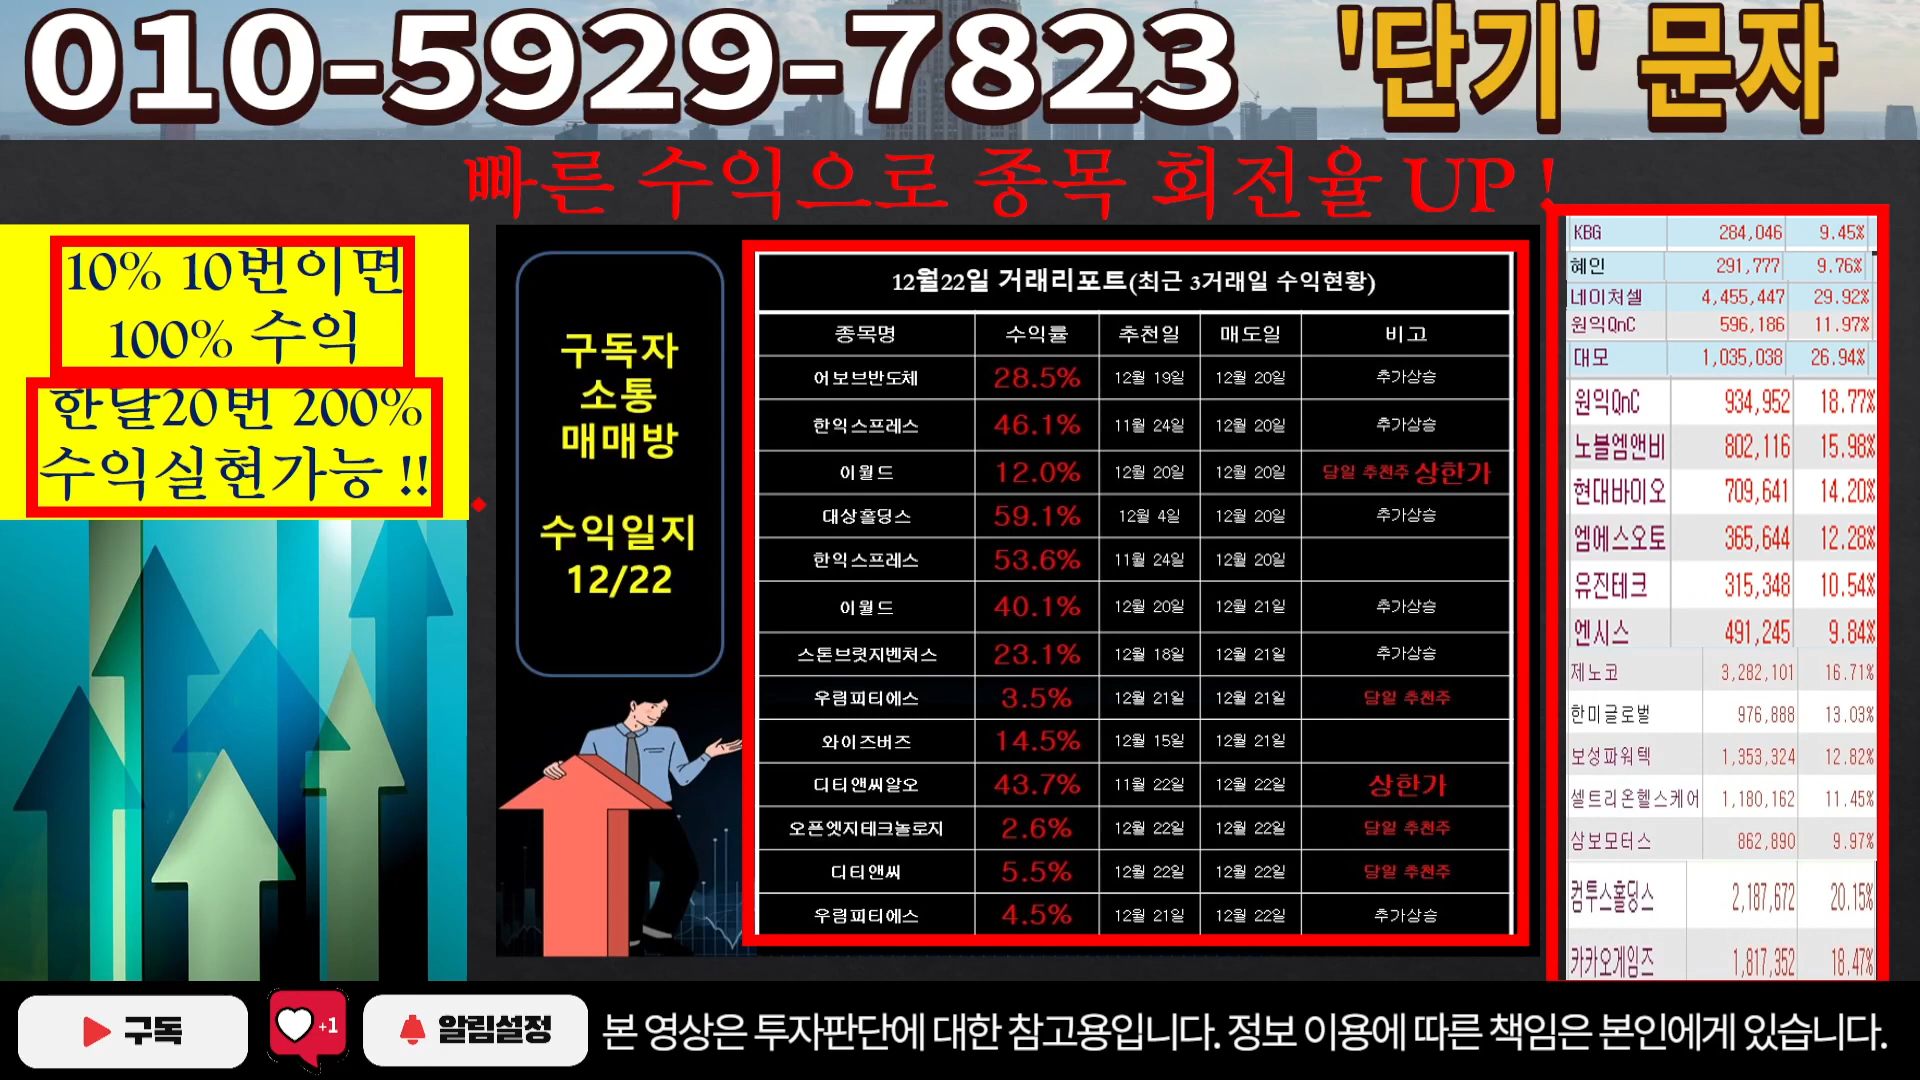 010-5929-7823 '단기' 문자
빠른 수익으로 종목 회전율 UP !
10% 10번이면
100% 수익
한달20번 200%
수익실현가능 !!
구독자
소통
매매방
수익일지
12/22
12월22일 거래리포트(최근 3거래일 수익현황)
종목명 수익률 추천일 매도일 비고
어보브반도체 28.5% 12월 19일 12월 20일 추가상승
한익스프레스 46.1% 11월 24일 12월 20일 추가상승
이월드 12.0% 12월 20일 12월 20일 당일 추천주 상한가
대상홀딩스 59.1% 12월 4일 12월 20일 추가상승
한익스프레스 53.6% 11월 24일 12월 20일
이월드 40.1% 12월 20일 12월 21일 추가상승
스톤브릿지벤처스 23.1% 12월 18일 12월 21일 추가상승
우림피티에스 3.5% 12월 21일 12월 21일 당일 추천주
와이즈버즈 14.5% 12월 15일 12월 21일
디티앤씨알오 43.7% 11월 22일 12월 22일 상한가
오픈엣지테크놀로지 2.6% 12월 22일 12월 22일 당일 추천주
디티앤씨 5.5% 12월 22일 12월 22일 당일 추천주
우림피티에스 4.5% 12월 21일 12월 22일 추가상승
KBG 284,046 9.45%
혜인 291,777 9.76%
네이처셀 4,455,447 29.92%
원익QnC 596,186 11.97%
대모 1,035,038 26.94%
원익QnC 934,952 18.77%
노블엠앤비 802,116 15.98%
현대바이오 709,641 14.20%
엠에스오토 365,644 12.28%
유진테크 315,348 10.54%
엔시스 491,245 9.84%
제노코 3,282,101 16.71%
한미글로벌 976,888 13.03%
보성파워텍 1,353,324 12.82%
셀트리온헬스케어 1,180,162 11.45%
삼보모터스 862,890 9.97%
컴투스홀딩스 2,187,672 20.15%
카카오게임즈 1,817,352 18.47%
구독 +1 알림설정 본 영상은 투자판단에 대한 참고용입니다. 정보 이용에 따른 책임은 본인에게 있습니다.